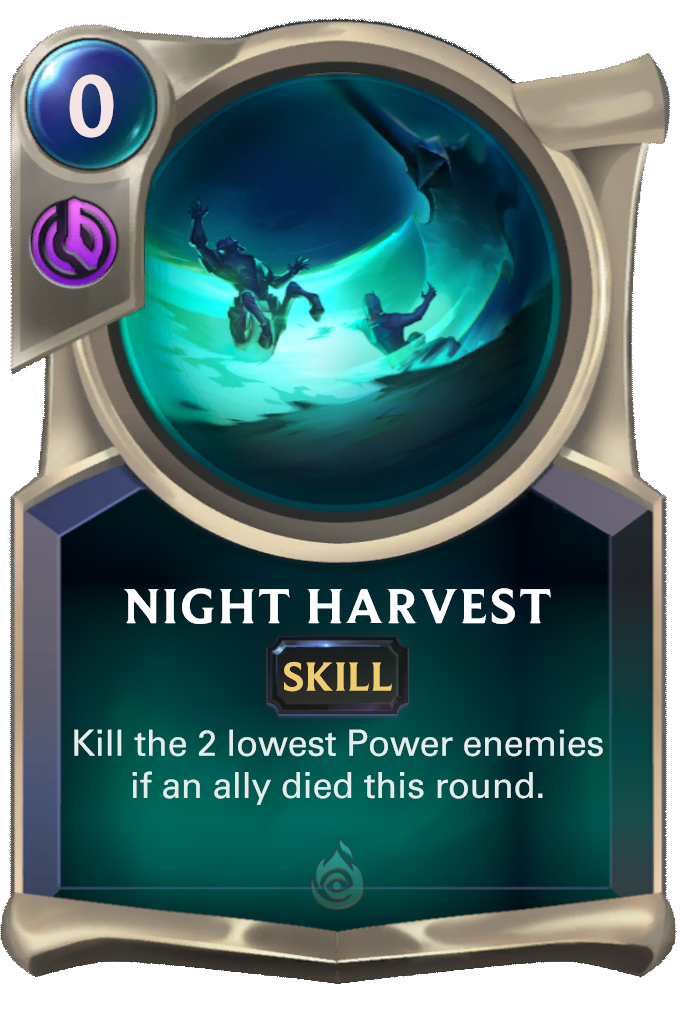 0
NIGHT HARVEST
SKILL
Kill the 2 lowest Power enemies
if an ally died this round.